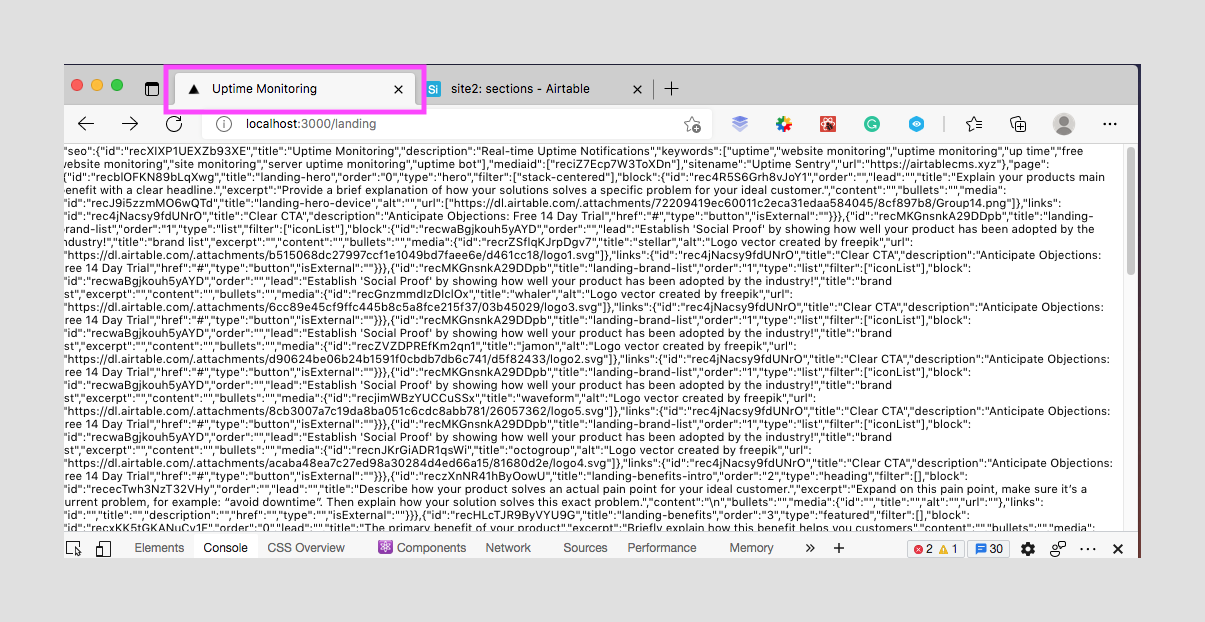 Uptime Monitoring
Si site2: sections - Airtable
localhost:3000/landing
"seo":{"id":"recXIXP1UEXZb93XE","title":"Uptime Monitoring","description":"Real-time Uptime Notifications","keywords":["uptime","website monitoring","uptime monitoring","up time","free
website monitoring","site monitoring","server uptime monitoring","uptime bot"],"mediaid":["reciZ7Ecp7W3ToXDn"],"sitename":"Uptime Sentry","url":"https://airtablecms.xyz"},"page":
{"id":"recblOFKN89bLqXwg","title":"landing-hero","order":"0","type":"hero","filter":["stack-centered"],"block":{"id":"rec4R5S6Grh8vJoY1","order":"","lead":"","title":"Explain your products main
enefit with a clear headline.","excerpt":"Provide a brief explanation of how your solutions solves a specific problem for your ideal customer.","content":"","bullets":"","media":
"id":"recJ9i5zzmMO6wQTd","title":"landing-hero-device","alt":"","url":["https://dl.airtable.com/.attachments/72209419ec60011c2eca31edaa584045/8cf897b8/Group14.png"]},"links":
"id":"rec4jNacsy9fdUNrO","title":"Clear CTA","description":"Anticipate Objections: Free 14 Day Trial","href":"#","type":"button","isExternal":""}}},{"id":"recMKGnsnkA29DDpb","title":"landing-
brand-list","order":"1","type":"list","filter":["iconList"],"block":{"id":"recwaBgjkouh5yAYD","order":"","lead":"Establish 'Social Proof' by showing how well your product has been adopted by the
ndustry!","title":"brand list","excerpt":"","content":"","bullets":"","media":{"id":"recrZSflqKJrpDgv7","title":"stellar","alt":"Logo vector created by freepik","url":
"https://dl.airtable.com/.attachments/b515068dc27997ccf1e1049bd7faee6e/d461cc18/logo1.svg"]},"links":{"id":"rec4jNacsy9fdUNrO","title":"Clear CTA","description":"Anticipate Objections:
Free 14 Day Trial","href":"#","type":"button","isExternal":""}}},{"id":"recMKGnsnkA29DDpb","title":"landing-brand-list","order":"1","type":"list","filter":["iconList"],"block":
"id":"recwaBgjkouh5yAYD","order":"","lead":"Establish 'Social Proof' by showing how well your product has been adopted by the industry!","title":"brand
st","excerpt":"","content":"","bullets":"","media":{"id":"recGnzmmdIzDIclOx","title":"whaler","alt":"Logo vector created by freepik","url":
"https://dl.airtable.com/.attachments/6cc89e45cf9ffc445b8c5a8fce215f37/03b45029/logo3.svg"]},"links":{"id":"rec4jNacsy9fdUNrO","title":"Clear CTA","description":"Anticipate Objections:
Free 14 Day Trial","href":"#","type":"button","isExternal":""}}},{"id":"recMKGnsnkA29DDpb","title":"landing-brand-list","order":"1","type":"list","filter":["iconList"],"block":
"id":"recwaBgjkouh5yAYD","order":"","lead":"Establish 'Social Proof' by showing how well your product has been adopted by the industry!","title":"brand
st","excerpt":"","content":"","bullets":"","media":{"id":"recZVZDPREfKm2qn1","title":"jamon","alt":"Logo vector created by freepik","url":
"https://dl.airtable.com/.attachments/d90624be06b24b1591f0cbdb7db6c741/d5f82433/logo2.svg"]},"links":{"id":"rec4jNacsy9fdUNrO","title":"Clear CTA","description":"Anticipate Objections:
Free 14 Day Trial","href":"#","type":"button","isExternal":""}}},{"id":"recMKGnsnkA29DDpb","title":"landing-brand-list","order":"1","type":"list","filter":["iconList"],"block":
"id":"recwaBgjkouh5yAYD","order":"","lead":"Establish 'Social Proof' by showing how well your product has been adopted by the industry!","title":"brand
st","excerpt":"","content":"","bullets":"","media":{"id":"recjimWBzYUCCuSSx","title":"waveform","alt":"Logo vector created by freepik","url":
"https://dl.airtable.com/.attachments/8cb3007a7c19da8ba051c6cdc8abb781/26057362/logo5.svg"]},"links":{"id":"rec4jNacsy9fdUNrO","title":"Clear CTA","description":"Anticipate Objections:
Free 14 Day Trial","href":"#","type":"button","isExternal":""}}},{"id":"recMKGnsnkA29DDpb","title":"landing-brand-list","order":"1","type":"list","filter":["iconList"],"block":
"id":"recwaBgjkouh5yAYD","order":"","lead":"Establish 'Social Proof' by showing how well your product has been adopted by the industry!","title":"brand
st","excerpt":"","content":"","bullets":"","media":{"id":"recnJKrGiADR1qsWi","title":"octogroup","alt":"Logo vector created by freepik","url":
"https://dl.airtable.com/.attachments/acaba48ea7c27ed98a30284d4ed66a15/81680d2e/logo4.svg"]},"links":{"id":"rec4jNacsy9fdUNrO","title":"Clear CTA","description":"Anticipate Objections:
Free 14 Day Trial","href":"#","type":"button","isExternal":""}}},{"id":"reczXnNR41hByOowU","title":"landing-benefits-intro","order":"2","type":"heading","filter":[],"block":
"id":"rececTwh3NzT32VHy","order":"","lead":"","title":"Describe how your product solves an actual pain point for your ideal customer.","excerpt":"Expand on this pain point, make sure it's a
urrent problem, for example: “avoid downtime”. Then explain how your solution solves this exact problem.","content":"\n","bullets":"","media":{"id":"","title":"","alt":"","url":""},"links":
"id":"","title":"","description":"","href":"","type":"","isExternal":""}}},{"id":"recHLcTJR9ByVYU9G","title":"landing-benefits","order":"3","type":"featured","filter":[],"block":
"id":"recxKK5tGKANuCv1E","order":"0","lead":"","title":"The primary benefit of your product","excerpt":"Briefly explain how this benefit helps you customers","content":"","bullets":"","media":
Elements Console CSS Overview Components Network Sources Performance Memory 2 1 30